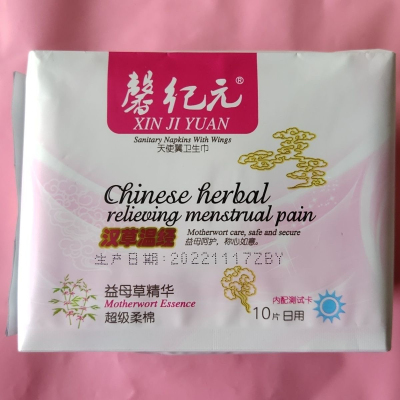 馨纪元®
XIN JI YUAN
Sanitary Napkins With Wings
天使翼卫生巾
Chinese herbal
relieving menstrual pain
汉草温经
Motherwort care, safe and secure
益母呵护,称心如意。
生产日期:20221117ZBY
益母草精华
Motherwort Essence
超级柔棉
内配测试卡
10片日用